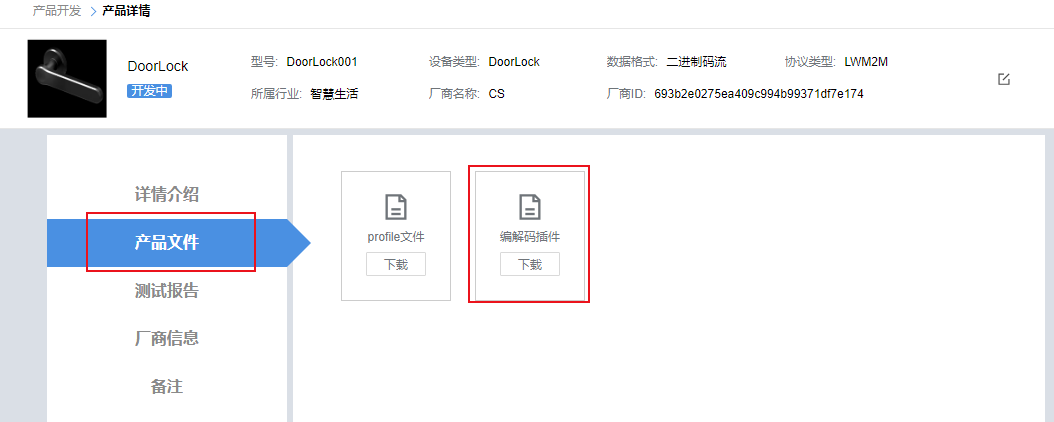 产品开发 > 产品详情
DoorLock
开发中
型号: DoorLock001 设备类型: DoorLock 数据格式: 二进制码流 协议类型: LWM2M
所属行业: 智慧生活 厂商名称: CS 厂商ID: 693b2e0275ea409c994b99371df7e174
详情介绍
产品文件
测试报告
厂商信息
备注
profile文件
下载
编解码插件
下载